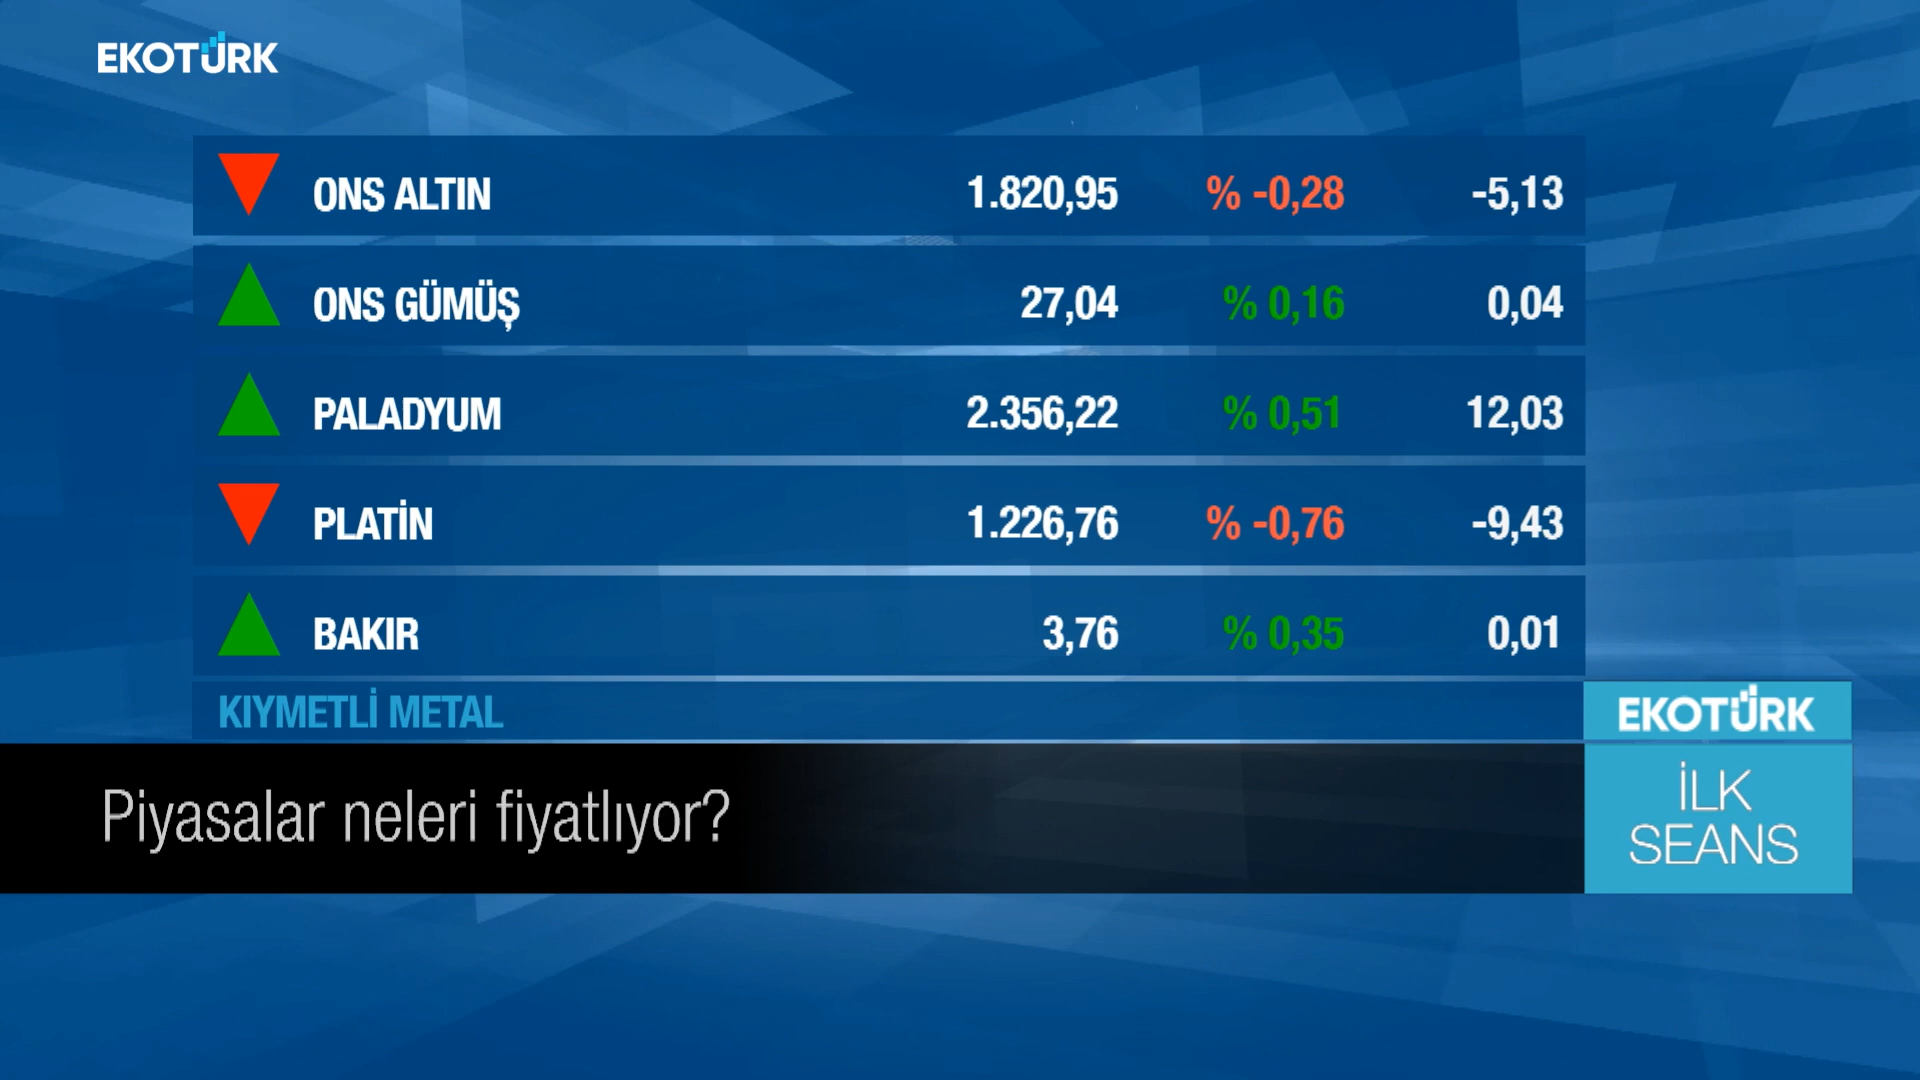 EKOTÜRK
ONS ALTIN 1.820,95 % -0,28 -5,13
ONS GÜMÜŞ 27,04 % 0,16 0,04
PALADYUM 2.356,22 % 0,51 12,03
PLATİN 1.226,76 % -0,76 -9,43
BAKIR 3,76 % 0,35 0,01
KIYMETLİ METAL
EKOTÜRK
Piyasalar neleri fiyatlıyor?
İLK
SEANS